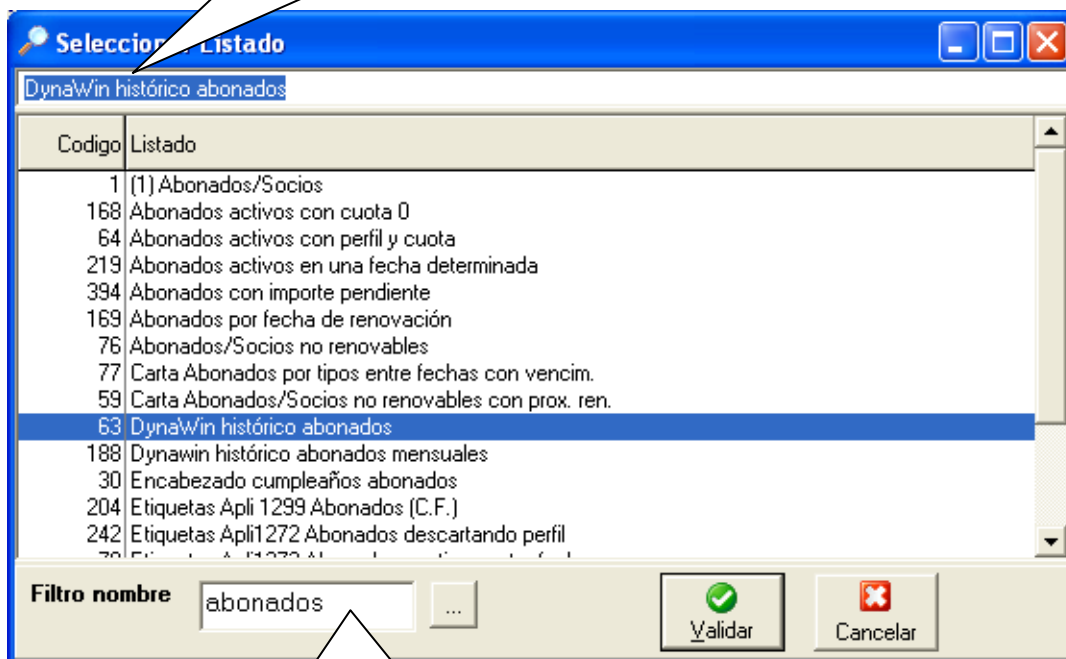 Seleccion Listado
DynaWin histórico abonados
Codigo Listado
1 (1) Abonados/Socios
168 Abonados activos con cuota 0
64 Abonados activos con perfil y cuota
219 Abonados activos en una fecha determinada
394 Abonados con importe pendiente
169 Abonados por fecha de renovación
76 Abonados/Socios no renovables
77 Carta Abonados por tipos entre fechas con vencim.
59 Carta Abonados/Socios no renovables con prox. ren.
63 DynaWin histórico abonados
188 Dynawin histórico abonados mensuales
30 Encabezado cumpleaños abonados
204 Etiquetas Apli 1299 Abonados (C.F.)
242 Etiquetas Apli1272 Abonados descartando perfil
Filtro nombre abonados ... Validar Cancelar